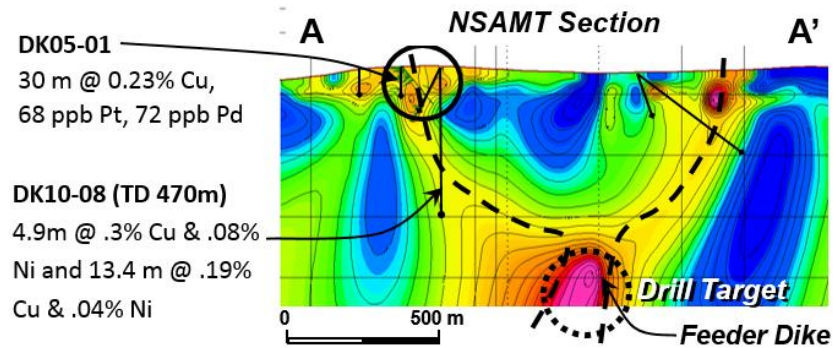 A
NSAMT Section
A'
DK05-01
30 m @ 0.23% Cu,
68 ppb Pt, 72 ppb Pd
DK10-08 (TD 470m)
4.9m @ .3% Cu & .08%
Ni and 13.4 m @ .19%
Cu & .04% Ni
Drill Target
Feeder Dike
0
500 m